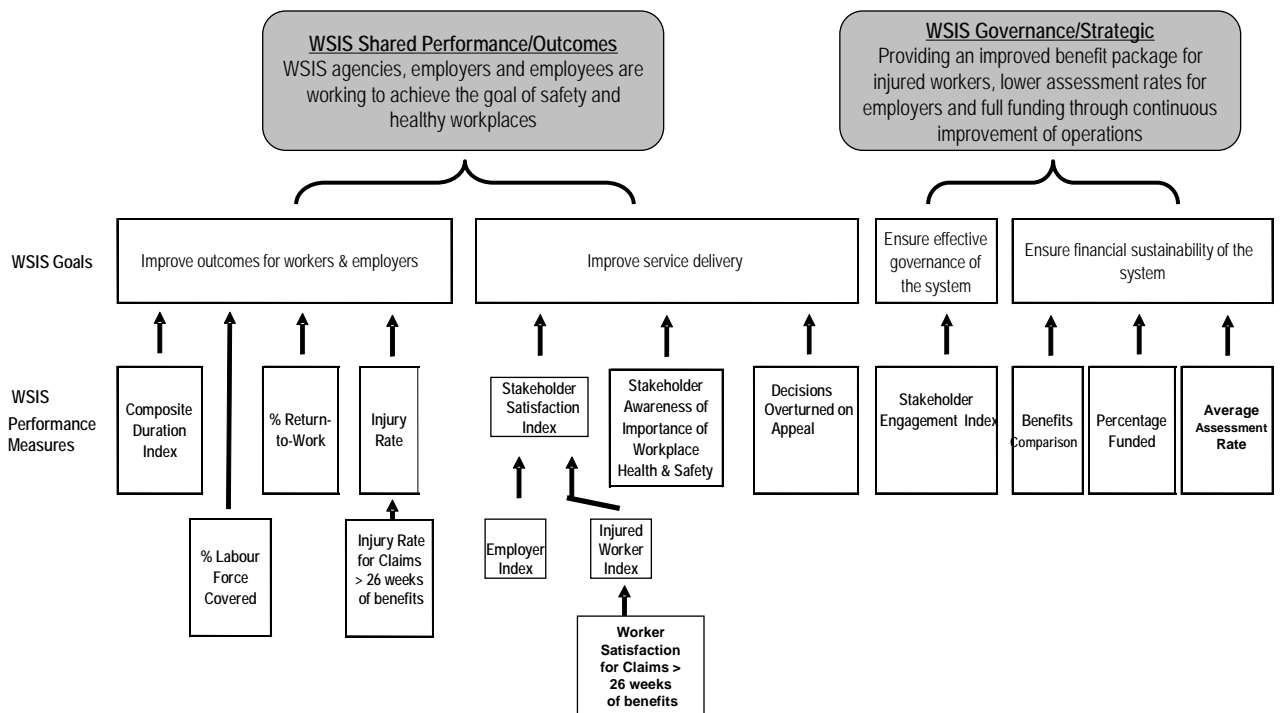 WSIS Shared Performance/Outcomes
WSIS agencies, employers and employees are
working to achieve the goal of safety and
healthy workplaces
WSIS Governance/Strategic
Providing an improved benefit package for
injured workers, lower assessment rates for
employers and full funding through continuous
improvement of operations
WSIS Goals
Improve outcomes for workers & employers
Improve service delivery
Ensure effective
governance of
the system
Ensure financial sustainability of the
system
WSIS
Performance
Measures
Composite
Duration
Index
% Return-
to-Work
Injury
Rate
Stakeholder
Satisfaction
Index
Stakeholder
Awareness of
Importance of
Workplace
Health & Safety
Decisions
Overturned on
Appeal
Stakeholder
Engagement Index
Benefits
Comparison
Percentage
Funded
Average
Assessment
Rate
% Labour
Force
Covered
Injury Rate
for Claims
> 26 weeks
of benefits
Employer
Index
Injured
Worker
Index
Worker
Satisfaction
for Claims >
26 weeks
of benefits